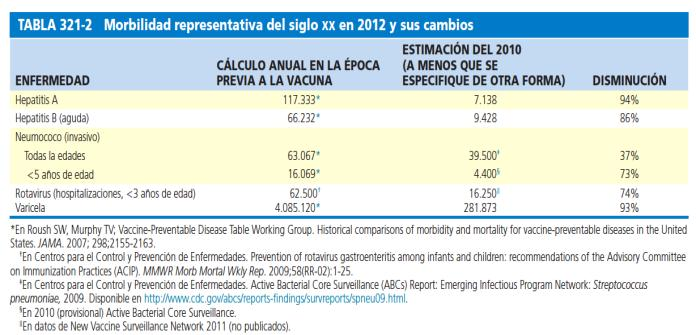 TABLA 321-2 Morbilidad representativa del siglo XX en 2012 y sus cambios
ENFERMEDAD CÁLCULO ANUAL EN LA ÉPOCA PREVIA A LA VACUNA ESTIMACIÓN DEL 2010 (A MENOS QUE SE ESPECIFIQUE DE OTRA FORMA) DISMINUCIÓN
Hepatitis A 117.333* 7.138 94%
Hepatitis B (aguda) 66.232* 9.428 86%
Neumococo (invasivo)
Todas la edades 63.067* 39.500‡ 37%
<5 años de edad 16.069* 4.400§ 73%
Rotavirus (hospitalizaciones, <3 años de edad) 62.500† 16.250‖ 74%
Varicela 4.085.120* 281.873 93%
*En Roush SW, Murphy TV; Vaccine-Preventable Disease Table Working Group. Historical comparisons of morbidity and mortality for vaccine-preventable diseases in the United
States. JAMA. 2007; 298;2155-2163.
†En Centros para el Control y Prevención de Enfermedades. Prevention of rotavirus gastroenteritis among infants and children: recommendations of the Advisory Committee
on Immunization Practices (ACIP). MMWR Morb Mortal Wkly Rep. 2009;58(RR-02):1-25.
‡En Centros para el Control y Prevención de Enfermedades. Active Bacterial Core Surveillance (ABCs) Report: Emerging Infectious Program Network: Streptococcus
pneumoniae, 2009. Disponible en http://www.cdc.gov/abcs/reports-findings/survreports/spneu09.html.
§En 2010 (provisional) Active Bacterial Core Surveillance.
‖En datos de New Vaccine Surveillance Network 2011 (no publicados).